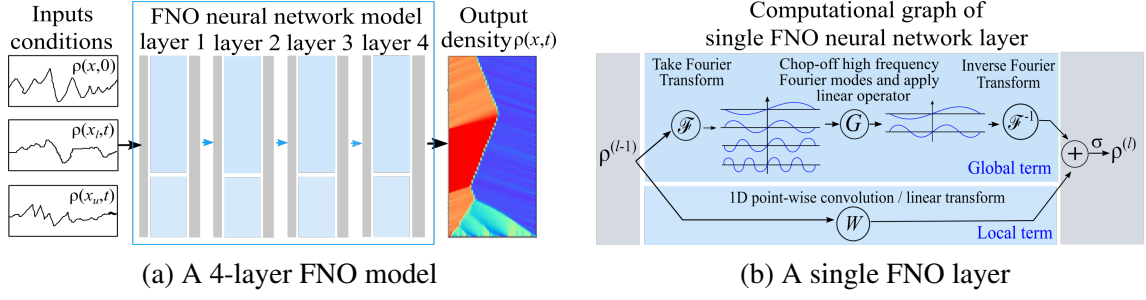 Inputs
conditions
ρ(x,0)
ρ(xₗ,t)
ρ(xᵤ,t)
FNO neural network model
layer 1 layer 2 layer 3 layer 4
Output
density ρ(x,t)
(a) A 4-layer FNO model
Computational graph of
single FNO neural network layer
Take Fourier
Transform
Chop-off high frequency
Fourier modes and apply
linear operator
Inverse Fourier
Transform
ρ⁽ˡ⁻¹⁾
ℱ
G
ℱ⁻¹
+
σ
ρ⁽ˡ⁾
Global term
1D point-wise convolution / linear transform
W
Local term
(b) A single FNO layer